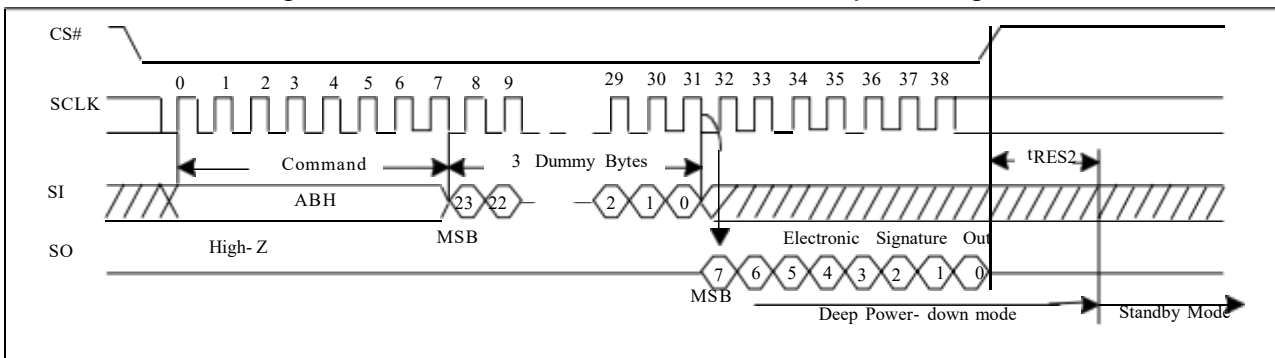 CS#
0 1 2 3 4 5 6 7 8 9 29 30 31 32 33 34 35 36 37 38
SCLK
Command 3 Dummy Bytes tRES2
SI ABH 23 22 2 1 0
MSB
High- Z Electronic Signature Out
SO
7 6 5 4 3 2 1 0
MSB
Deep Power- down mode Standby Mode